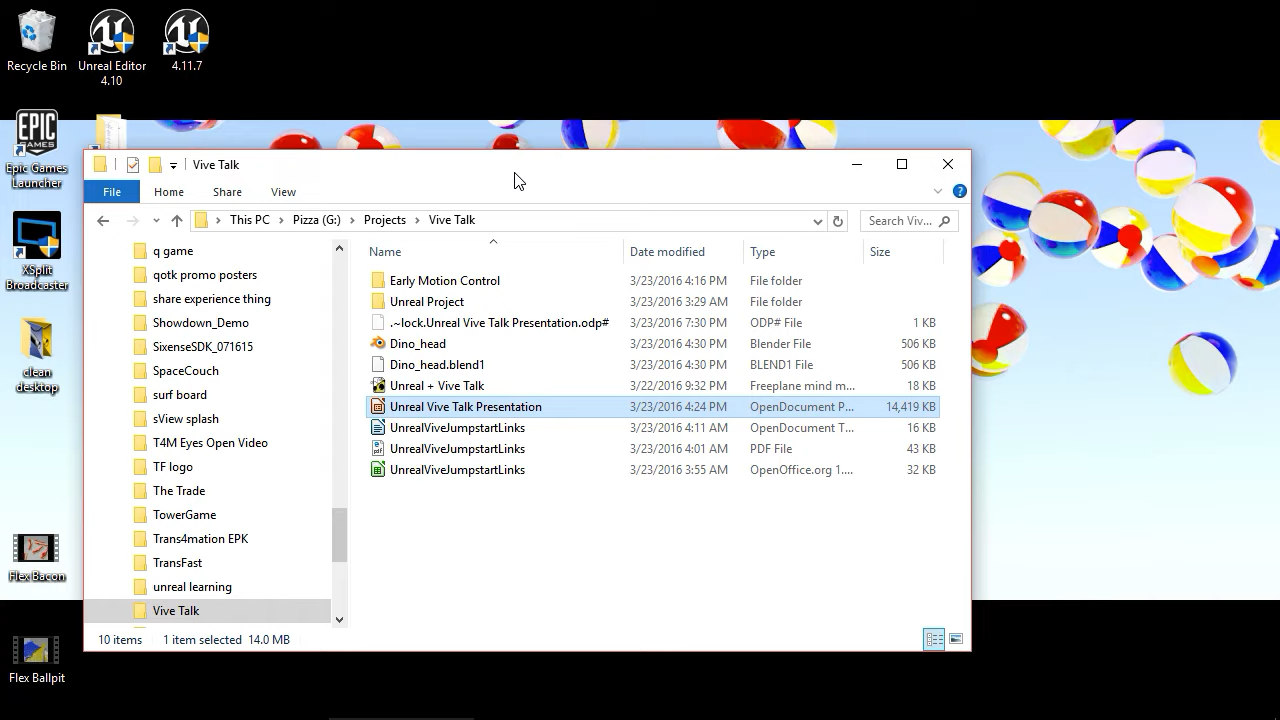 Recycle Bin
Unreal Editor
4.10
4.11.7
EPIC
GAMES
Epic Games
Launcher
XSplit
Broadcaster
clean
desktop
Flex Bacon
Flex Ballpit
Vive Talk
File
Home
Share
View
This PC > Pizza (G:) > Projects > Vive Talk
Search Viv...
q game
qotk promo posters
share experience thing
Showdown_Demo
SixenseSDK_071615
SpaceCouch
surf board
sView splash
T4M Eyes Open Video
TF logo
The Trade
TowerGame
Trans4mation EPK
TransFast
unreal learning
Vive Talk
Name Date modified Type Size
Early Motion Control 3/23/2016 4:16 PM File folder
Unreal Project 3/23/2016 3:29 AM File folder
.~lock.Unreal Vive Talk Presentation.odp# 3/23/2016 7:30 PM ODP# File 1 KB
Dino_head 3/23/2016 4:30 PM Blender File 506 KB
Dino_head.blend1 3/23/2016 4:30 PM BLEND1 File 506 KB
Unreal + Vive Talk 3/22/2016 9:32 PM Freeplane mind m... 18 KB
Unreal Vive Talk Presentation 3/23/2016 4:24 PM OpenDocument P... 14,419 KB
UnrealViveJumpstartLinks 3/23/2016 4:11 AM OpenDocument T... 16 KB
UnrealViveJumpstartLinks 3/23/2016 4:01 AM PDF File 43 KB
UnrealViveJumpstartLinks 3/23/2016 3:55 AM OpenOffice.org 1.... 32 KB
10 items 1 item selected 14.0 MB